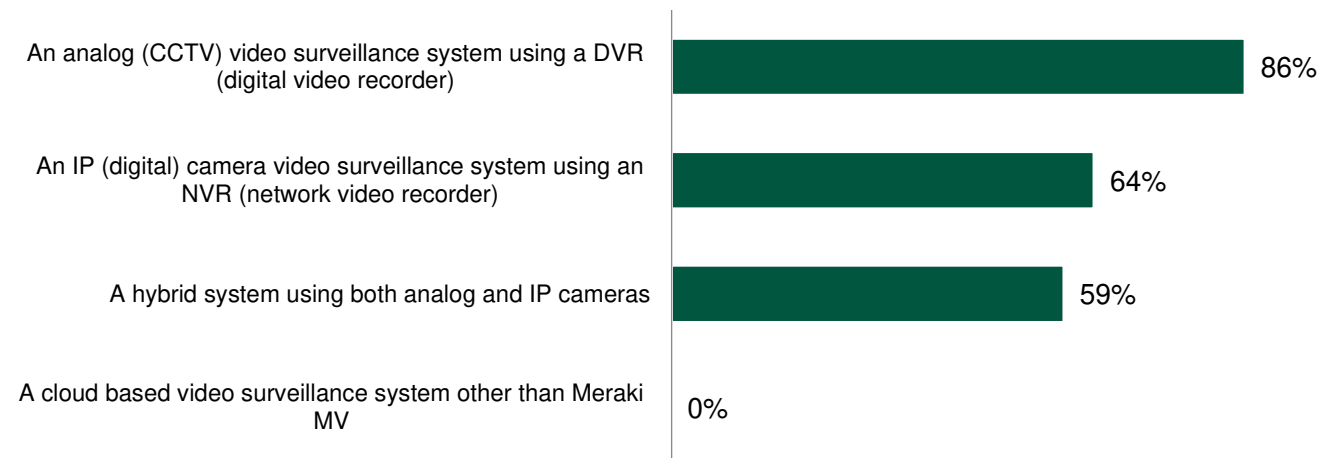 An analog (CCTV) video surveillance system using a DVR
(digital video recorder)
86%
An IP (digital) camera video surveillance system using an
NVR (network video recorder)
64%
A hybrid system using both analog and IP cameras
59%
A cloud based video surveillance system other than Meraki
MV
0%